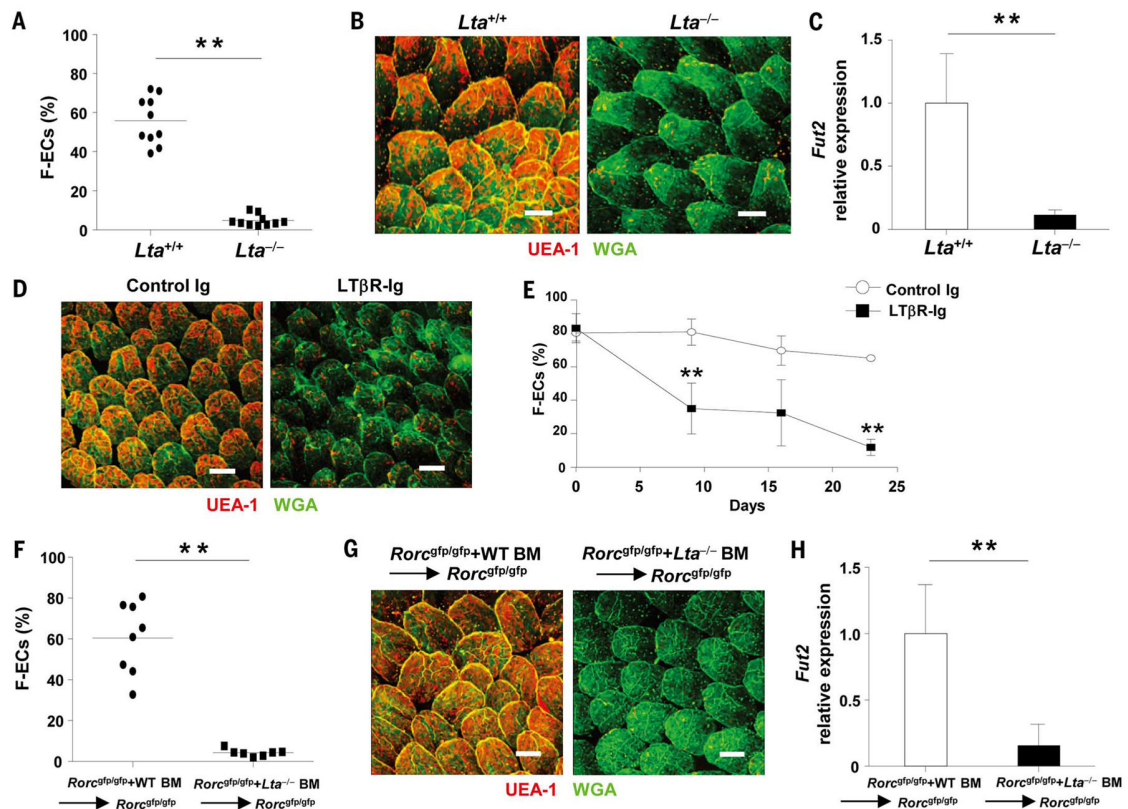 A
F-ECs (%)
100
80
60
40
20
0
**
Lta+/+
Lta–/–
B
Lta+/+
Lta–/–
UEA-1 WGA
C
Fut2
relative expression
1.5
1.0
0.5
0
**
Lta+/+
Lta–/–
D
Control Ig
LTβR-Ig
UEA-1 WGA
E
Control Ig
LTβR-Ig
F-ECs (%)
100
80
60
40
20
0
**
**
0 5 10 15 20 25
Days
F
F-ECs (%)
100
80
60
40
20
0
**
Rorcgfp/gfp+WT BM
Rorcgfp/gfp
Rorcgfp/gfp+Lta–/– BM
Rorcgfp/gfp
G
Rorcgfp/gfp+WT BM
Rorcgfp/gfp
Rorcgfp/gfp+Lta–/– BM
Rorcgfp/gfp
UEA-1 WGA
H
Fut2
relative expression
1.5
1.0
0.5
0
**
Rorcgfp/gfp+WT BM
Rorcgfp/gfp
Rorcgfp/gfp+Lta–/– BM
Rorcgfp/gfp